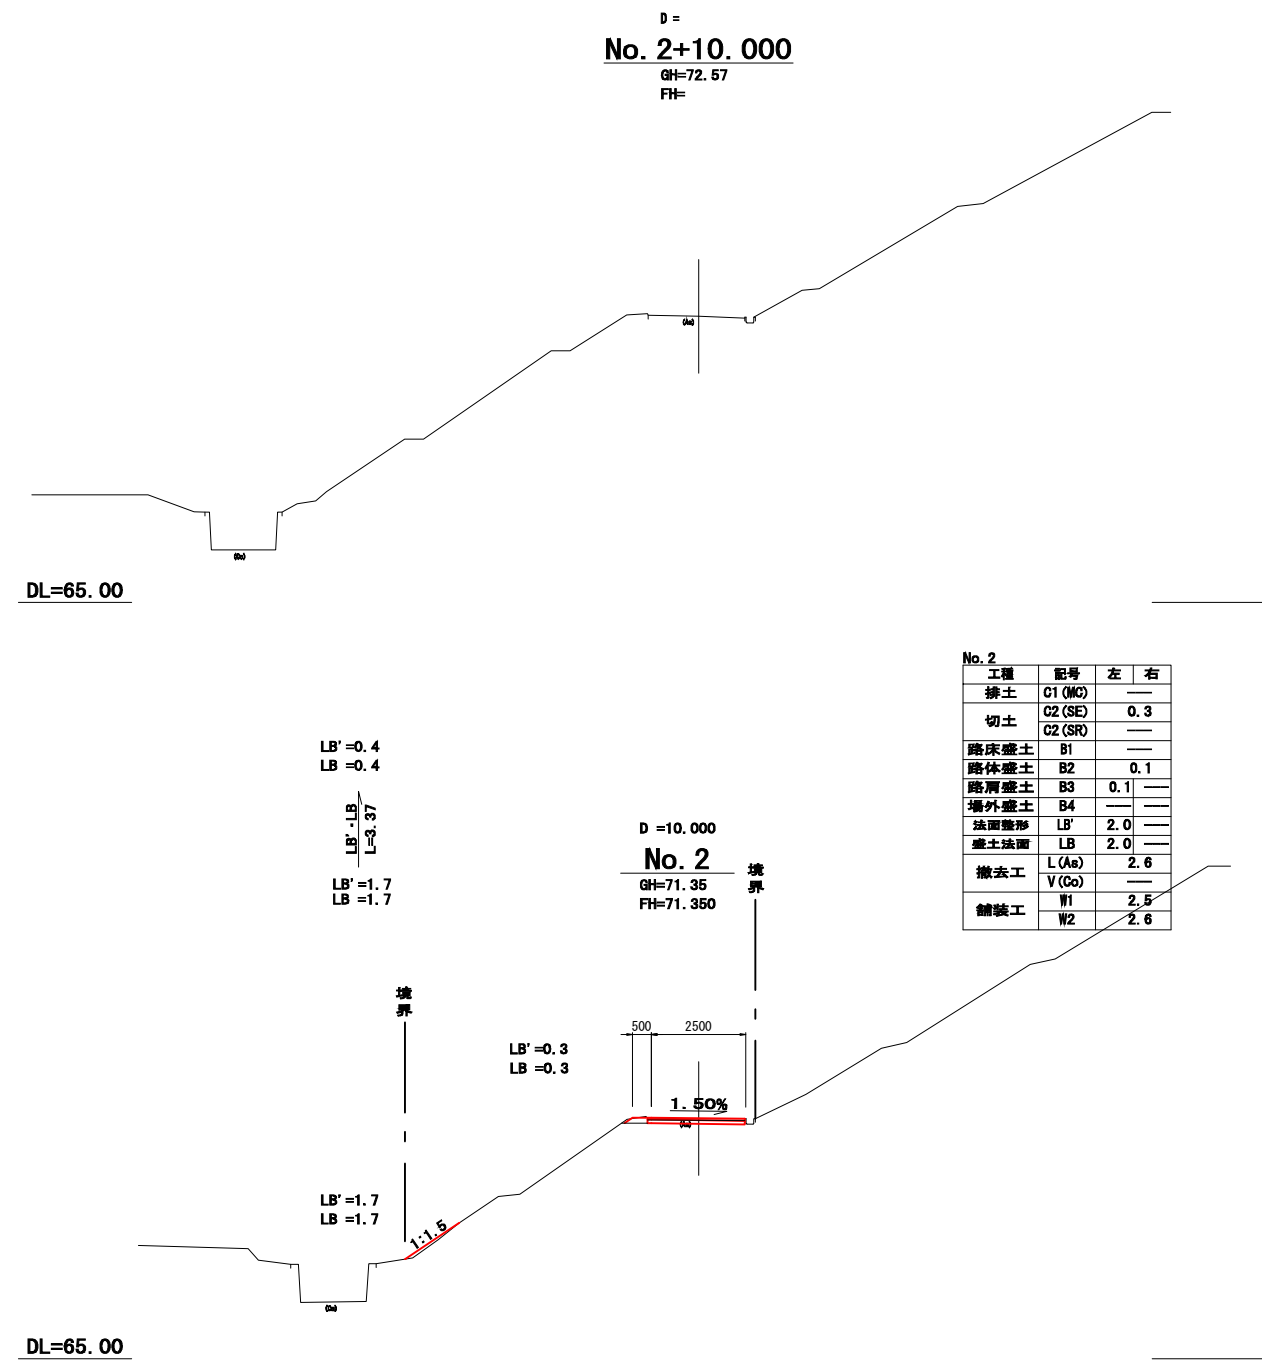 D =
No. 2+10. 000
GH=72. 57
FH=
(As)
(Co)
DL=65. 00
No. 2
工種 記号 左 右
排土 C1(MC) ——
切土 C2(SE) 0. 3
C2(SR) ——
路床盛土 B1 ——
路体盛土 B2 0. 1
路肩盛土 B3 0. 1 ——
場外盛土 B4 —— ——
法面整形 LB' 2. 0 ——
盛土法面 LB 2. 0 ——
撤去工 L(As) 2. 6
V(Co) ——
舗装工 W1 2. 5
W2 2. 6
LB'=0. 4
LB =0. 4
LB'・LB
L=3. 37
LB'=1. 7
LB =1. 7
D =10. 000
No. 2
GH=71. 35
FH=71. 350
境界
境界
500 2500
LB'=0. 3
LB =0. 3
1. 50%
(As)
LB'=1. 7
LB =1. 7
1:1. 5
(Co)
DL=65. 00